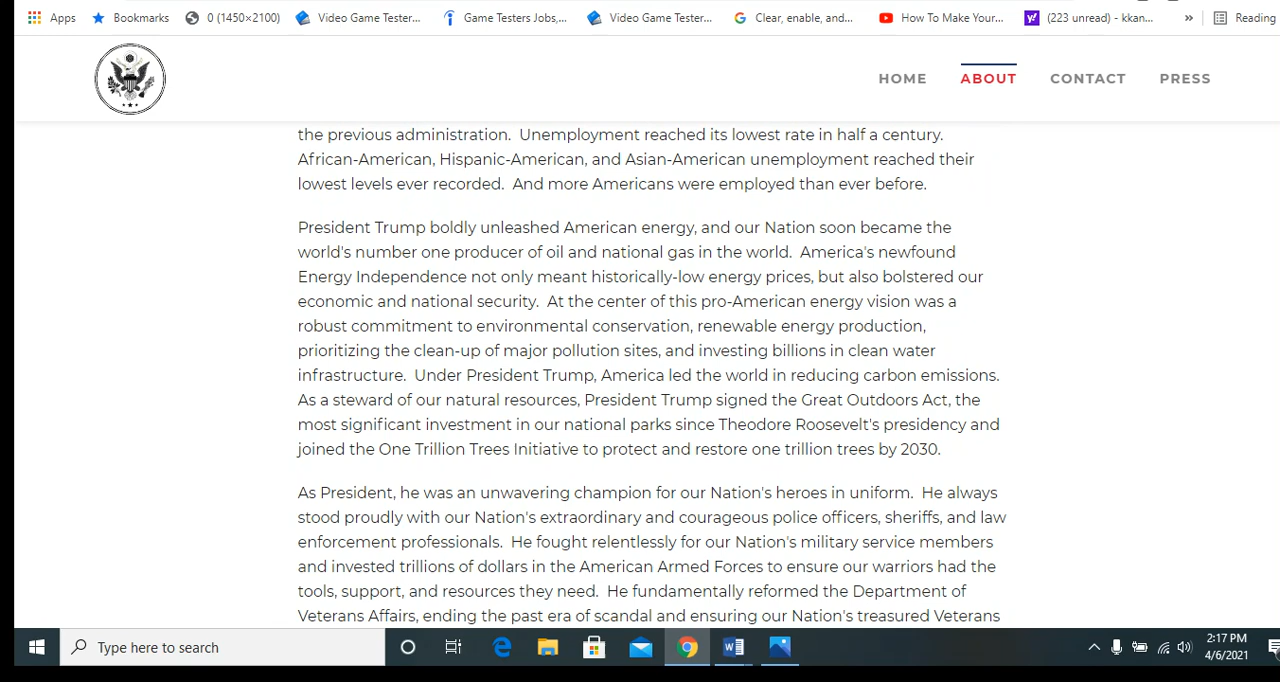 Apps
Bookmarks
0 (1450×2100)
Video Game Tester...
Game Testers Jobs,...
Video Game Tester...
Clear, enable, and...
How To Make Your...
(223 unread) - kkan...
»
Reading
HOME
ABOUT
CONTACT
PRESS
the previous administration.  Unemployment reached its lowest rate in half a century.
African-American, Hispanic-American, and Asian-American unemployment reached their
lowest levels ever recorded.  And more Americans were employed than ever before.
President Trump boldly unleashed American energy, and our Nation soon became the
world's number one producer of oil and national gas in the world.  America's newfound
Energy Independence not only meant historically-low energy prices, but also bolstered our
economic and national security.  At the center of this pro-American energy vision was a
robust commitment to environmental conservation, renewable energy production,
prioritizing the clean-up of major pollution sites, and investing billions in clean water
infrastructure.  Under President Trump, America led the world in reducing carbon emissions.
As a steward of our natural resources, President Trump signed the Great Outdoors Act, the
most significant investment in our national parks since Theodore Roosevelt's presidency and
joined the One Trillion Trees Initiative to protect and restore one trillion trees by 2030.
As President, he was an unwavering champion for our Nation's heroes in uniform.  He always
stood proudly with our Nation's extraordinary and courageous police officers, sheriffs, and law
enforcement professionals.  He fought relentlessly for our Nation's military service members
and invested trillions of dollars in the American Armed Forces to ensure our warriors had the
tools, support, and resources they need.  He fundamentally reformed the Department of
Veterans Affairs, ending the past era of scandal and ensuring our Nation's treasured Veterans
Type here to search
2:17 PM
4/6/2021